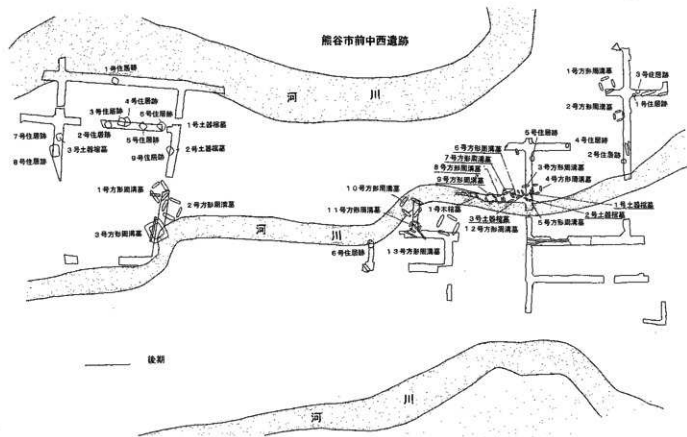 熊谷市前中西遺跡
河
川
1号住居跡
4号住居跡
3号住居跡
6号住居跡
1号土器棺墓
7号住居跡
2号住居跡
3号土器棺墓
5号住居跡
2号土器棺墓
8号住居跡
9号住居跡
1号方形周溝墓
2号方形周溝墓
3号方形周溝墓
河
川
10号方形周溝墓
11号方形周溝墓
6号住居跡
13号方形周溝墓
5号住居跡
6号方形周溝墓
7号方形周溝墓
8号方形周溝墓
9号方形周溝墓
1号木棺墓
3号土器棺墓
12号方形周溝墓
4号住居跡
3号方形周溝墓
4号方形周溝墓
1号土器棺墓
2号土器棺墓
5号方形周溝墓
1号方形周溝墓
3号住居跡
1号住居跡
2号方形周溝墓
2号住居跡
後期
河
川